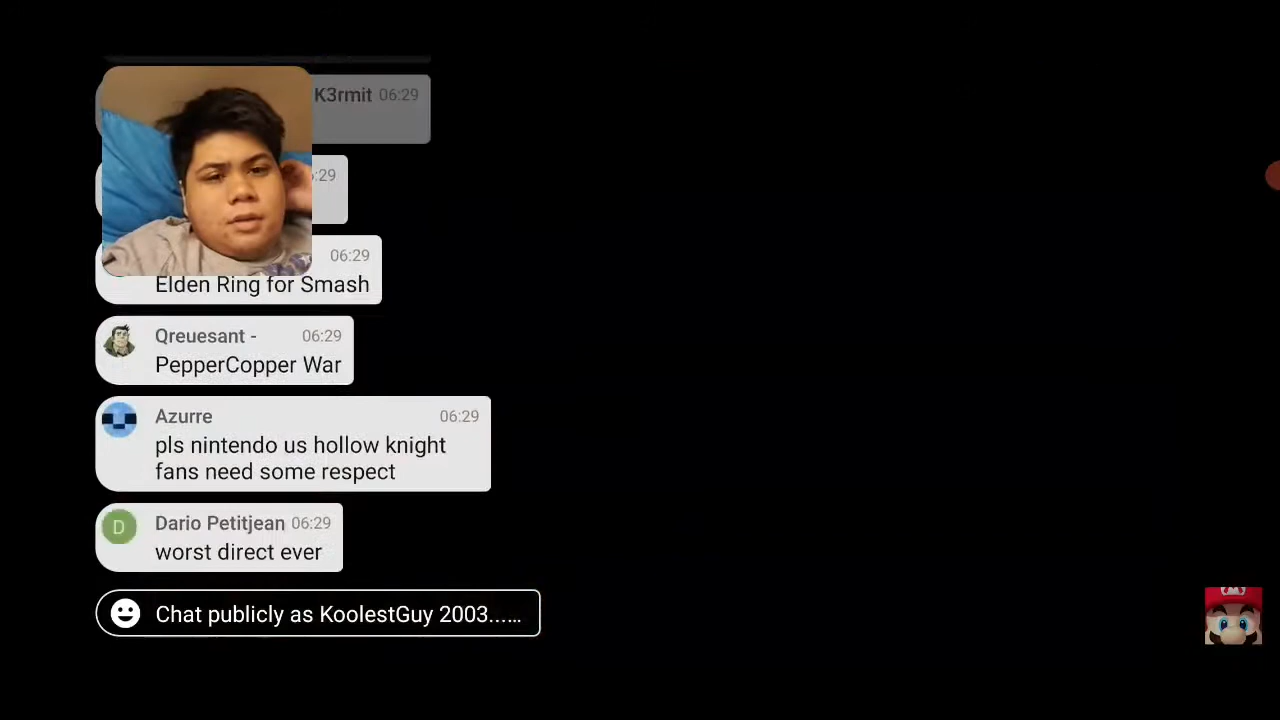 K3rmit 06:29
:29
06:29
Elden Ring for Smash
Qreuesant - 06:29
PepperCopper War
Azurre 06:29
pls nintendo us hollow knight
fans need some respect
D
Dario Petitjean 06:29
worst direct ever
Chat publicly as KoolestGuy 2003......
M